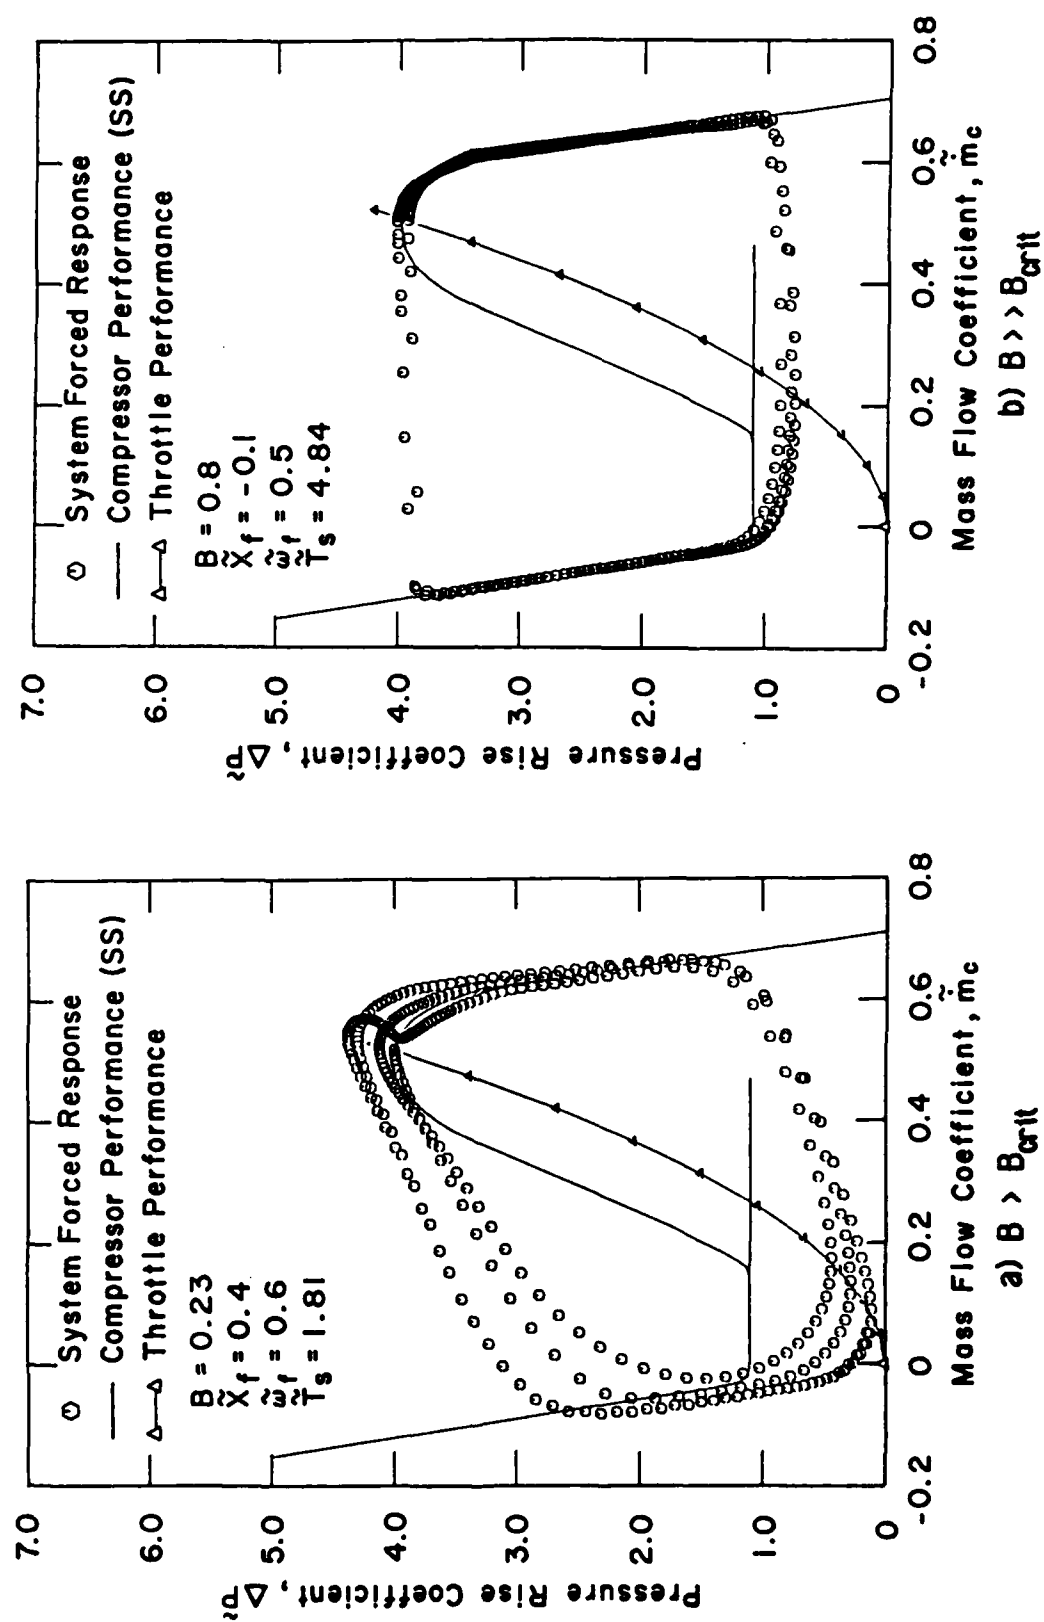 7.0
6.0
5.0
4.0
3.0
2.0
1.0
0
Pressure Rise Coefficient, Δp̃
System Forced Response
Compressor Performance (SS)
Throttle Performance
B = 0.23
X̃f = 0.4
ω̃f = 0.6
T̃s = 1.81
-0.2
0
0.2
0.4
0.6
0.8
Mass Flow Coefficient, m̃̇c
a) B > Bcrit
7.0
6.0
5.0
4.0
3.0
2.0
1.0
0
Pressure Rise Coefficient, Δp̃
System Forced Response
Compressor Performance (SS)
Throttle Performance
B = 0.8
X̃f = -0.1
ω̃f = 0.5
T̃s = 4.84
-0.2
0
0.2
0.4
0.6
0.8
Mass Flow Coefficient, m̃̇c
b) B >> Bcrit